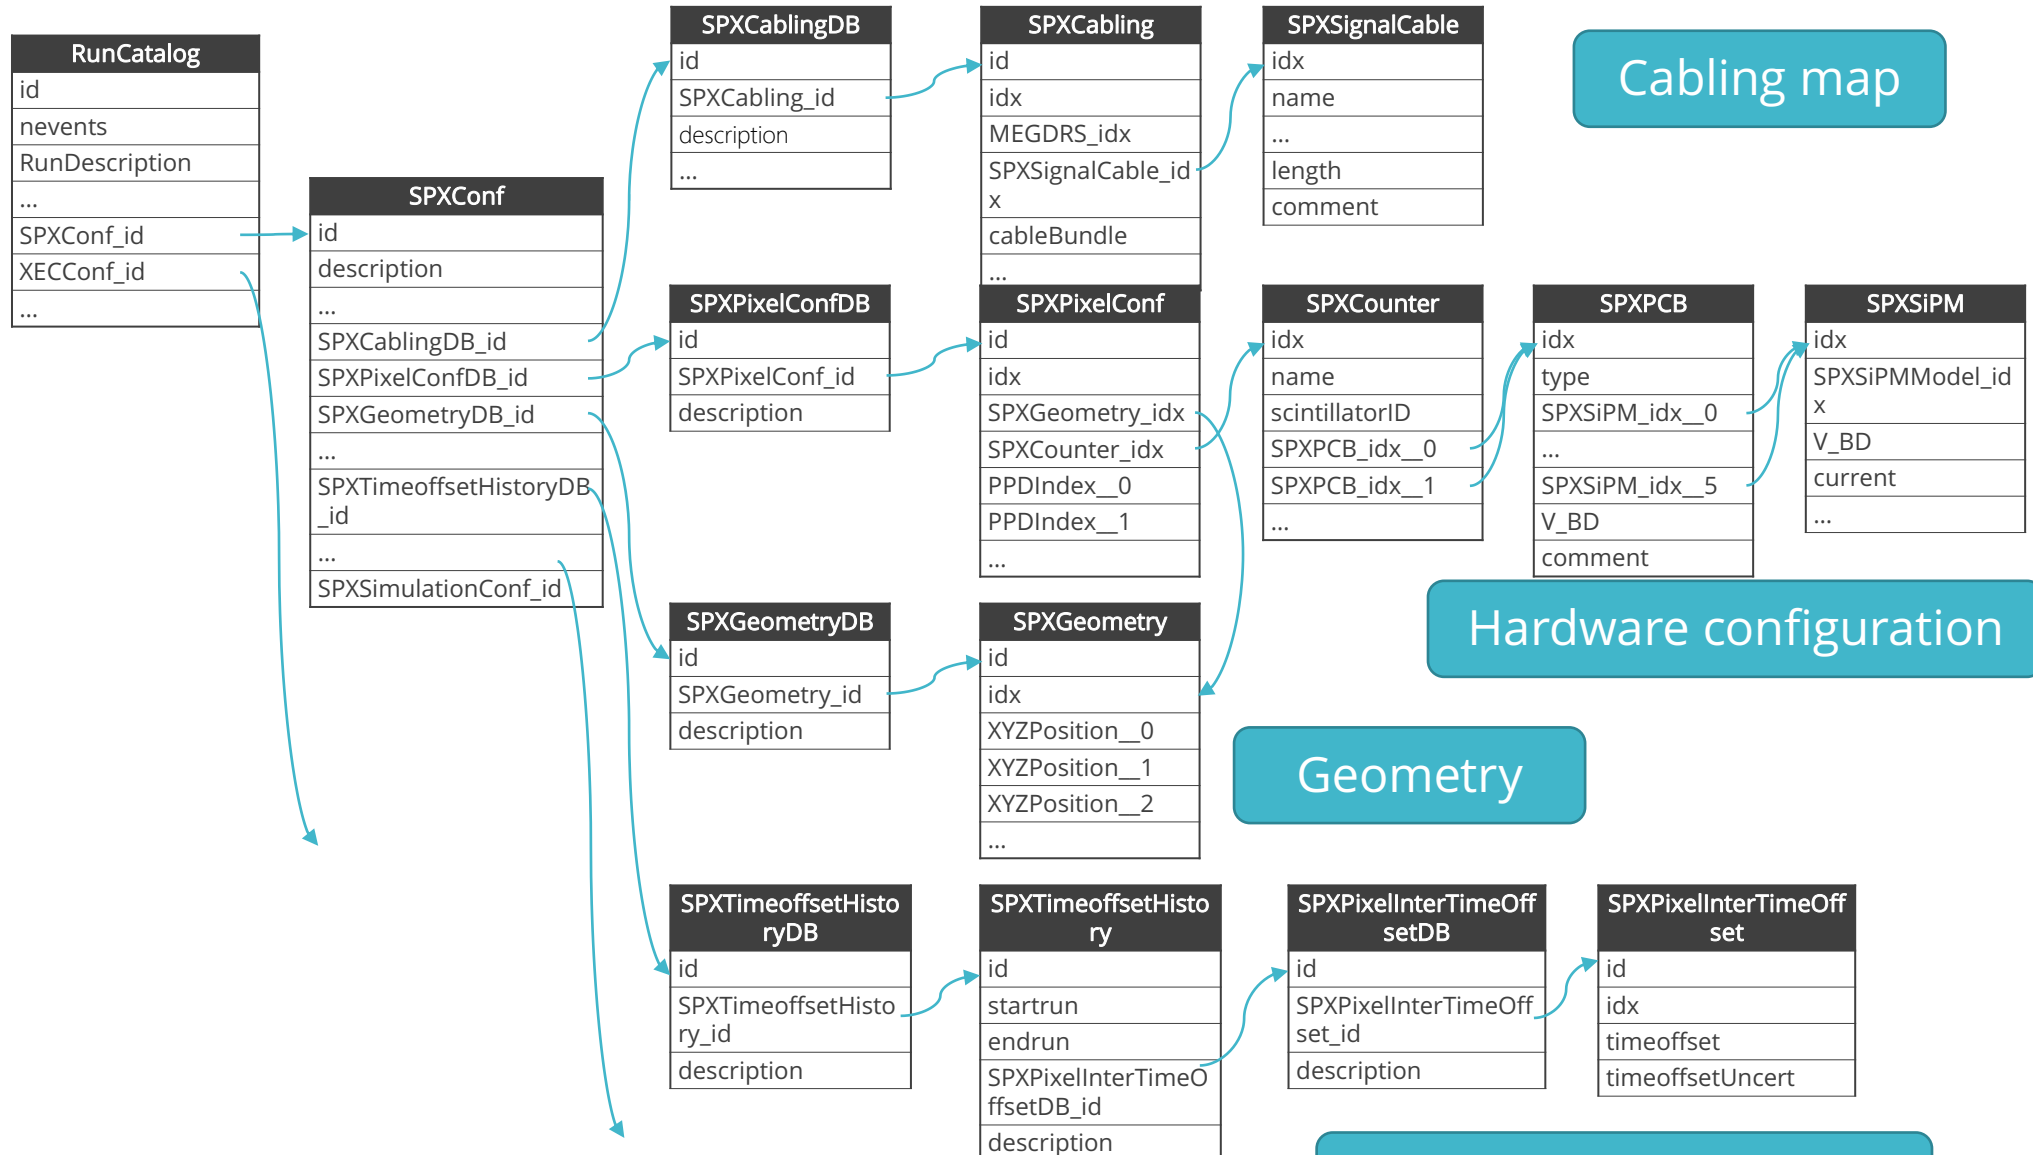 RunCatalog
id
nevents
RunDescription
...
SPXConf_id
XECConf_id
...
SPXConf
id
description
...
SPXCablingDB_id
SPXPixelConfDB_id
SPXGeometryDB_id
...
SPXTimeoffsetHistoryDB
_id
...
SPXSimulationConf_id
SPXCablingDB
id
SPXCabling_id
description
...
SPXCabling
id
idx
MEGDRS_idx
SPXSignalCable_id
x
cableBundle
...
SPXSignalCable
idx
name
...
length
comment
Cabling map
SPXPixelConfDB
id
SPXPixelConf_id
description
SPXPixelConf
id
idx
SPXGeometry_idx
SPXCounter_idx
PPDIndex__0
PPDIndex__1
...
SPXCounter
idx
name
scintillatorID
SPXPCB_idx__0
SPXPCB_idx__1
...
SPXPCB
idx
type
SPXSiPM_idx__0
...
SPXSiPM_idx__5
V_BD
comment
SPXSiPM
idx
SPXSiPMModel_id
x
V_BD
current
...
Hardware configuration
SPXGeometryDB
id
SPXGeometry_id
description
SPXGeometry
id
idx
XYZPosition__0
XYZPosition__1
XYZPosition__2
...
Geometry
SPXTimeoffsetHisto
ryDB
id
SPXTimeoffsetHisto
ry_id
description
SPXTimeoffsetHisto
ry
id
startrun
endrun
SPXPixelInterTimeO
ffsetDB_id
description
SPXPixelInterTimeOff
setDB
id
SPXPixelInterTimeOff
set_id
description
SPXPixelInterTimeOff
set
id
idx
timeoffset
timeoffsetUncert